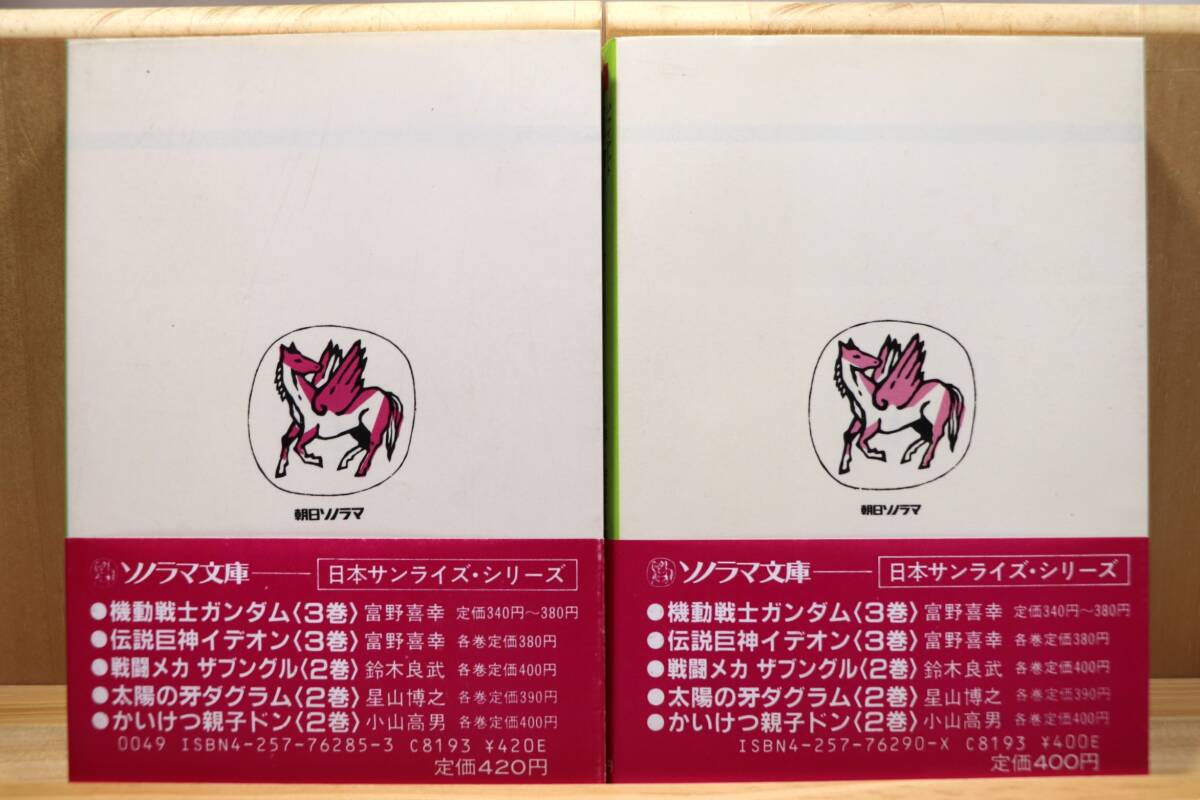 朝日ソノラマ
ソノラマ文庫
日本サンライズ・シリーズ
●機動戦士ガンダム〈3巻〉富野喜幸 定価340円〜380円
●伝説巨神イデオン〈3巻〉富野喜幸 各巻定価380円
●戦闘メカ ザブングル〈2巻〉鈴木良武 各巻定価400円
●太陽の牙ダグラム〈2巻〉星山博之 各巻定価390円
●かいけつ親子ドン〈2巻〉小山高男 各巻定価400円
0049 ISBN4-257-76285-3 C8193 ¥420E
定価420円
朝日ソノラマ
ソノラマ文庫
日本サンライズ・シリーズ
●機動戦士ガンダム〈3巻〉富野喜幸 定価340円〜380円
●伝説巨神イデオン〈3巻〉富野喜幸 各巻定価380円
●戦闘メカ ザブングル〈2巻〉鈴木良武 各巻定価400円
●太陽の牙ダグラム〈2巻〉星山博之 各巻定価390円
●かいけつ親子ドン〈2巻〉小山高男 各巻定価400円
ISBN4-257-76290-X C8193 ¥400E
定価400円